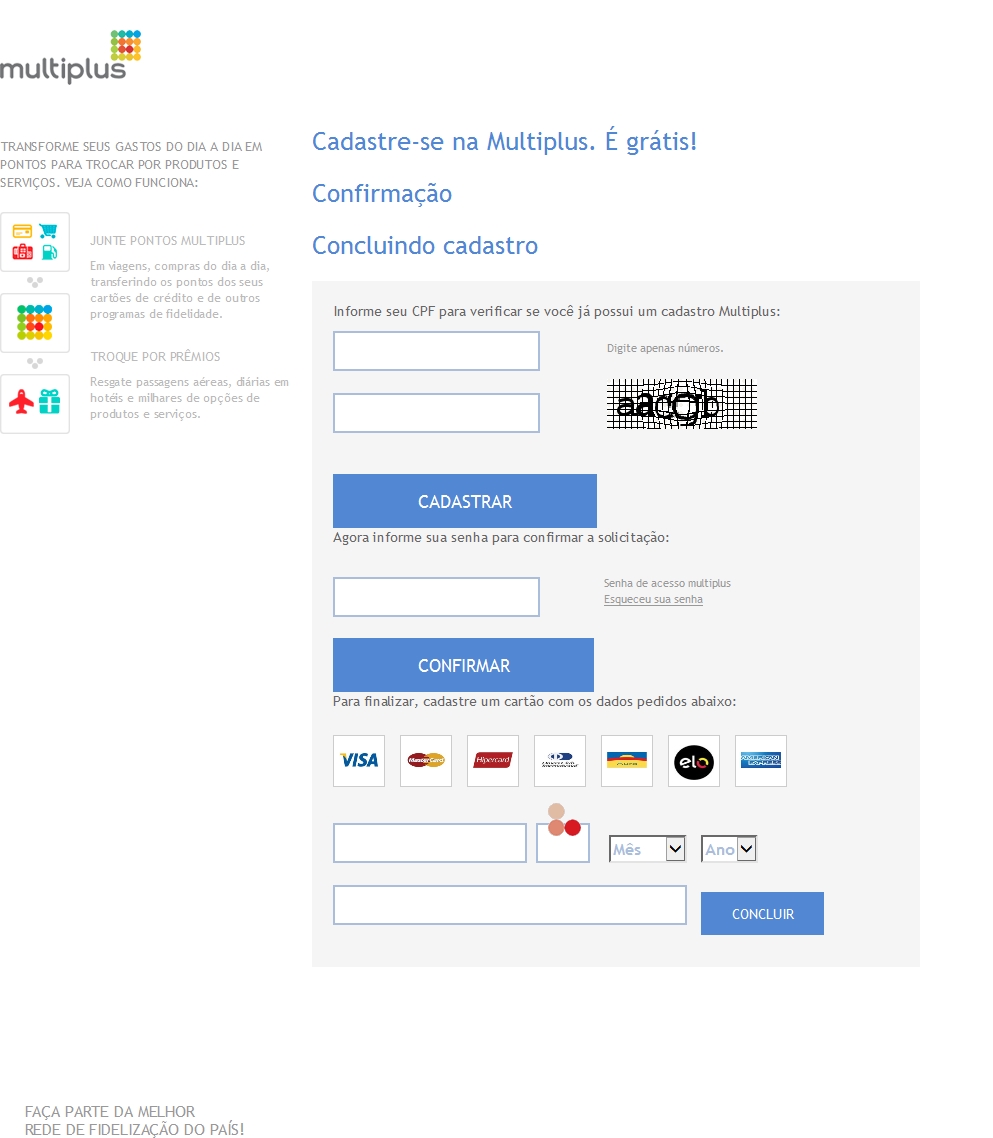 multiplus
TRANSFORME SEUS GASTOS DO DIA A DIA EM
PONTOS PARA TROCAR POR PRODUTOS E
SERVIÇOS. VEJA COMO FUNCIONA:
JUNTE PONTOS MULTIPLUS
Em viagens, compras do dia a dia,
transferindo os pontos dos seus
cartões de crédito e de outros
programas de fidelidade.
TROQUE POR PRÊMIOS
Resgate passagens aéreas, diárias em
hotéis e milhares de opções de
produtos e serviços.
Cadastre-se na Multiplus. É grátis!
Confirmação
Concluindo cadastro
Informe seu CPF para verificar se você já possui um cadastro Multiplus:
Digite apenas números.
CADASTRAR
Agora informe sua senha para confirmar a solicitação:
Senha de acesso multiplus
Esqueceu sua senha
CONFIRMAR
Para finalizar, cadastre um cartão com os dados pedidos abaixo:
VISA
MasterCard
Hipercard
elo
AMERICAN EXPRESS
Mês
Ano
CONCLUIR
FAÇA PARTE DA MELHOR
REDE DE FIDELIZAÇÃO DO PAÍS!